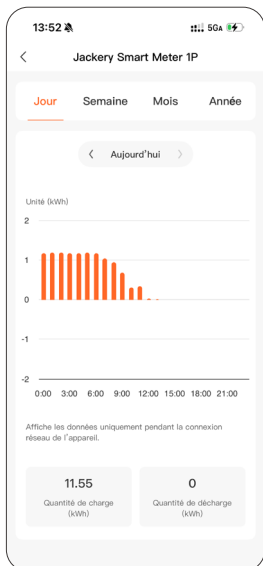 13:52
5GA
Jackery Smart Meter 1P
Jour Semaine Mois Année
Aujourd'hui
Unité (kWh)
2
1
0
-1
-2
0:00 3:00 6:00 9:00 12:00 15:00 18:00 21:00
Affiche les données uniquement pendant la connexion
réseau de l'appareil.
11.55 0
Quantité de charge Quantité de décharge
(kWh) (kWh)